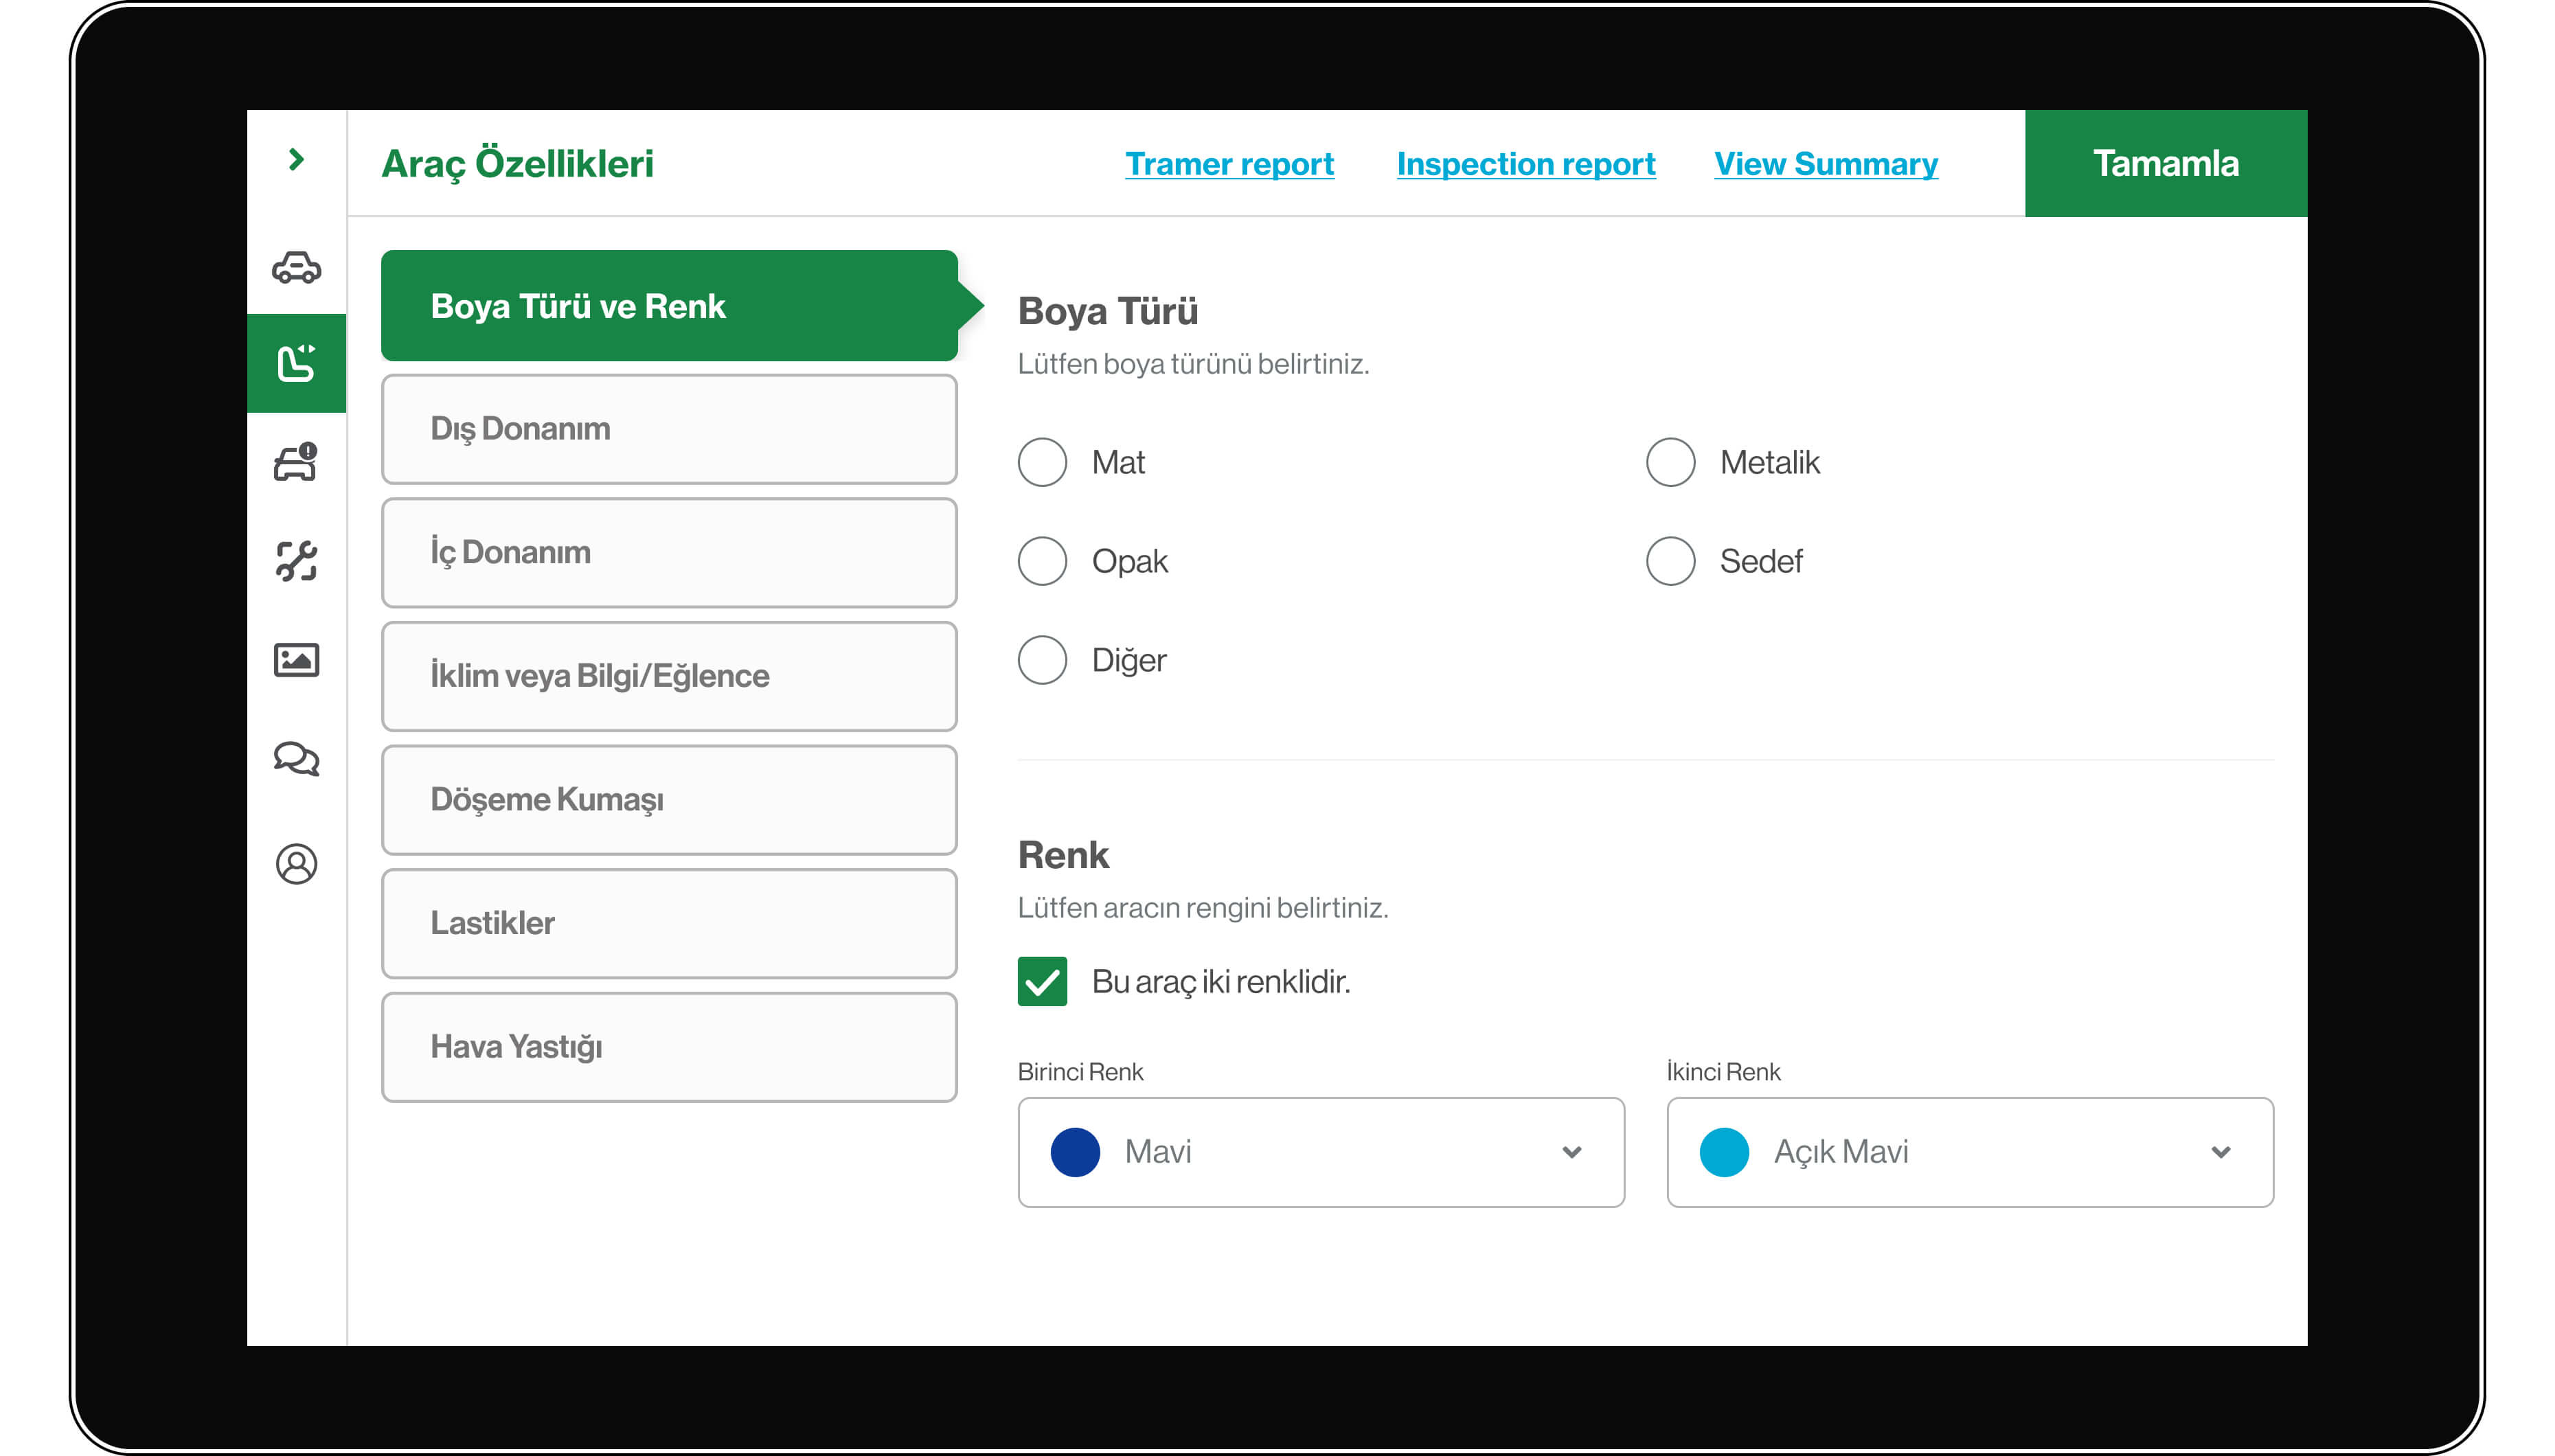 Araç Özellikleri
Tramer report
Inspection report
View Summary
Tamamla
Boya Türü ve Renk
Dış Donanım
İç Donanım
İklim veya Bilgi/Eğlence
Döşeme Kumaşı
Lastikler
Hava Yastığı
Boya Türü
Lütfen boya türünü belirtiniz.
Mat
Metalik
Opak
Sedef
Diğer
Renk
Lütfen aracın rengini belirtiniz.
Bu araç iki renklidir.
Birinci Renk
İkinci Renk
Mavi
Açık Mavi